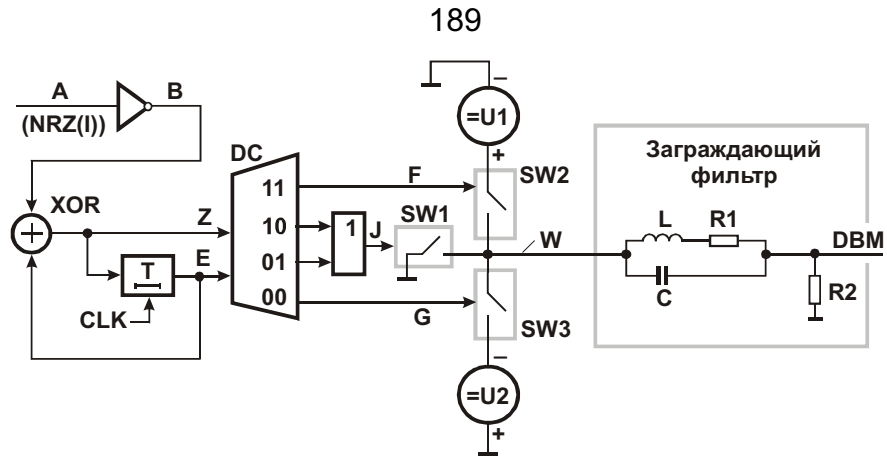 189
A
B
(NRZ(I))
=U1
–
+
DC
XOR
Z
E
T
CLK
11
10
01
00
F
1
J
SW1
SW2
W
G
SW3
–
=U2
+
Заграждающий
фильтр
L
R1
C
DBM
R2